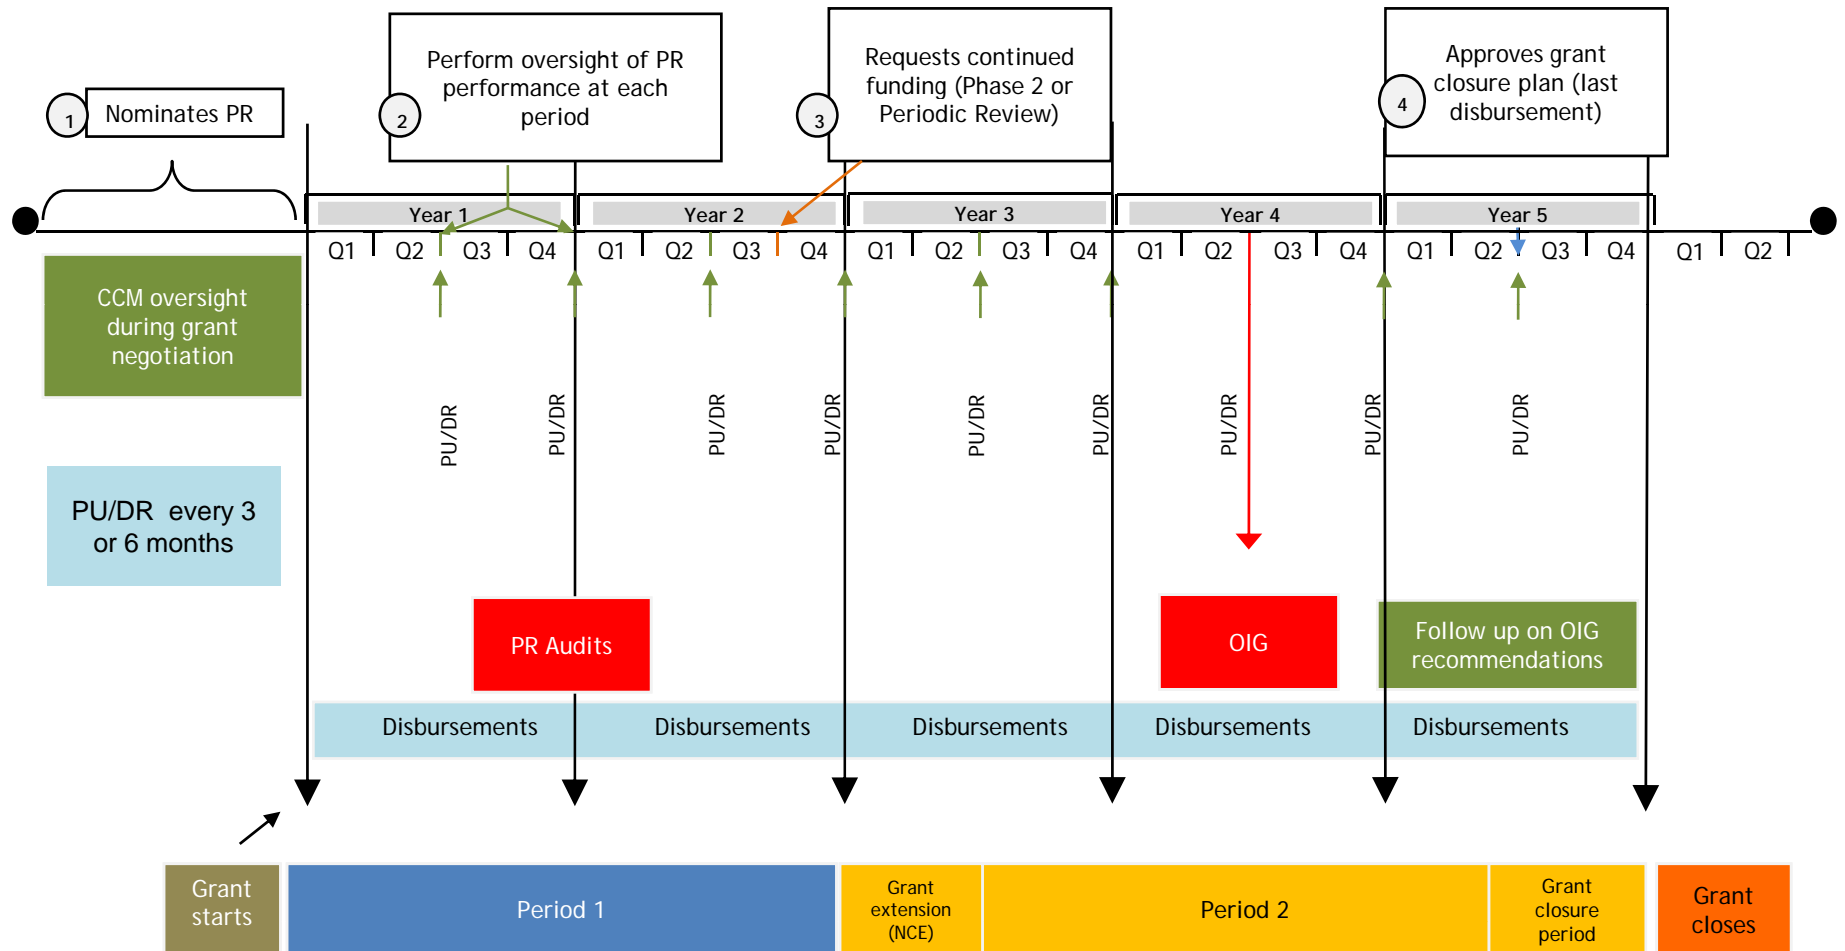 1
Nominates PR
2
Perform oversight of PR
performance at each
period
3
Requests continued
funding (Phase 2 or
Periodic Review)
4
Approves grant
closure plan (last
disbursement)
Year 1
Year 2
Year 3
Year 4
Year 5
Q1 Q2 Q3 Q4 Q1 Q2 Q3 Q4 Q1 Q2 Q3 Q4 Q1 Q2 Q3 Q4 Q1 Q2 Q3 Q4 Q1 Q2
CCM oversight
during grant
negotiation
PU/DR
PU/DR
PU/DR
PU/DR
PU/DR
PU/DR
PU/DR
PU/DR
PU/DR
PU/DR every 3
or 6 months
PR Audits
OIG
Follow up on OIG
recommendations
Disbursements
Disbursements
Disbursements
Disbursements
Disbursements
Grant
starts
Period 1
Grant
extension
(NCE)
Period 2
Grant
closure
period
Grant
closes